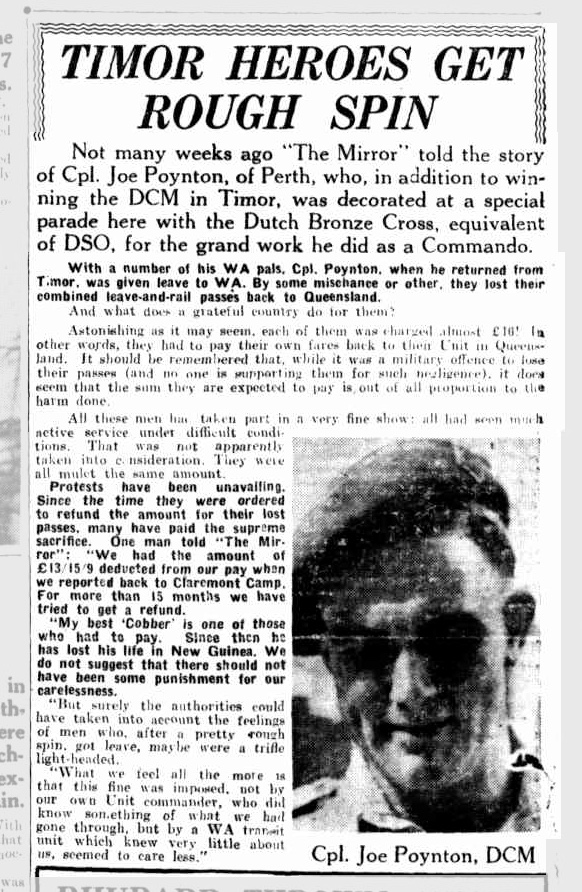 TIMOR HEROES GET
ROUGH SPIN
Not many weeks ago "The Mirror" told the story
of Cpl. Joe Poynton, of Perth, who, in addition to win-
ning the DCM in Timor, was decorated at a special
parade here with the Dutch Bronze Cross, equivalent
of DSO, for the grand work he did as a Commando.
With a number of his WA pals, Cpl. Poynton, when he returned from
Timor, was given leave to WA. By some mischance or other, they lost their
combined leave-and-rail passes back to Queensland.
And what does a grateful country do for them?
Astonishing as it may seem, each of them was charged almost £16! In
other words, they had to pay their own fares back to their Unit in Queens-
land. It should be remembered that, while it was a military offence to lose
their passes (and no one is supporting them for such negligence), it does
seem that the sum they are expected to pay is out of all proportion to the
harm done.
All these men had taken part in a very fine show; all had seen much
active service under difficult condi-
tions. That was not apparently
taken into consideration. They were
all mulct the same amount.
Protests have been unavailing.
Since the time they were ordered
to refund the amount for their lost
passes, many have paid the supreme
sacrifice. One man told "The Mir-
ror": "We had the amount of
£13/15/9 deducted from our pay when
we reported back to Claremont Camp.
For more than 15 months we have
tried to get a refund.
"My best 'Cobber' is one of those
who had to pay. Since then he
has lost his life in New Guinea. We
do not suggest that there should not
have been some punishment for our
carelessness.
"But surely the authorities could
have taken into account the feelings
of men who, after a pretty rough
spin, got leave, maybe were a trifle
light-headed.
"What we feel all the more is
that this fine was imposed, not by
our own Unit commander, who did
know something of what we had
gone through, but by a WA transit
unit which knew very little about
us, seemed to care less."
Cpl. Joe Poynton, DCM